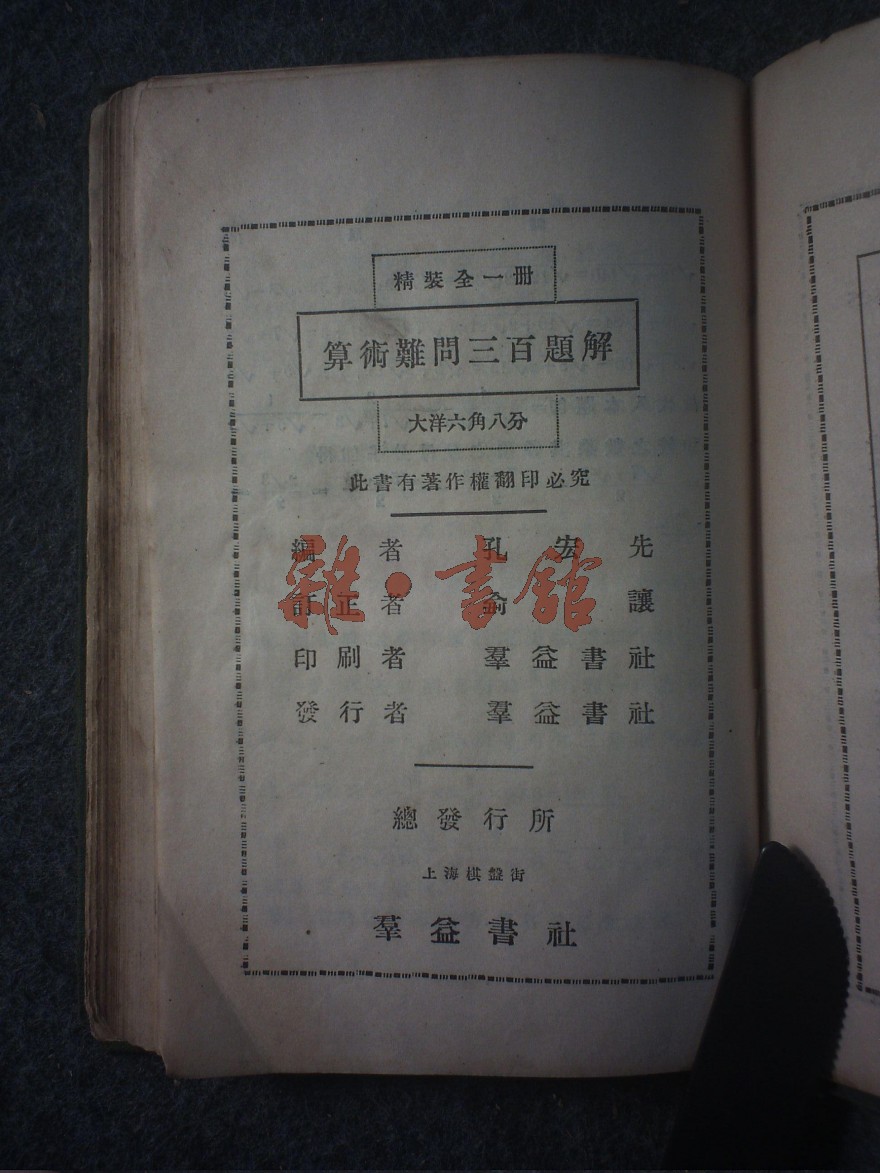 精裝全一冊
算術難問三百題解
大洋六角八分
此書有著作權翻印必究
編者 孔宏先
訂正者 俞讓
印刷者 羣益書社
發行者 羣益書社
總發行所
上海棋盤街
羣益書社
雜·書館